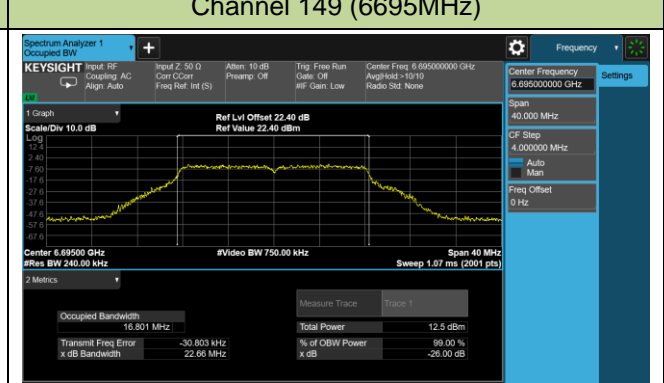 Channel 149 (6695MHz)
Spectrum Analyzer 1
Occupied BW
Frequency
KEYSIGHT
Input: RF
Coupling: AC
Align: Auto
Input Z: 50 Ω
Corr CCorr
Freq Ref: Int (S)
Atten: 10 dB
Preamp: Off
Trig: Free Run
Gate: Off
#IF Gain: Low
Center Freq: 6.695000000 GHz
Avg|Hold:>10/10
Radio Std: None
Center Frequency
6.695000000 GHz
Settings
Span
40.000 MHz
CF Step
4.000000 MHz
Auto
Man
Freq Offset
0 Hz
1 Graph
Scale/Div 10.0 dB
Ref Lvl Offset 22.40 dB
Ref Value 22.40 dBm
Log
12.4
2.40
-7.60
-17.6
-27.6
-37.6
-47.6
-57.6
-67.6
Center 6.69500 GHz
#Res BW 240.00 kHz
#Video BW 750.00 kHz
Span 40 MHz
Sweep 1.07 ms (2001 pts)
2 Metrics
Measure Trace
Trace 1
Occupied Bandwidth
16.801 MHz
Total Power
12.5 dBm
Transmit Freq Error
-30.803 kHz
% of OBW Power
99.00 %
x dB Bandwidth
22.66 MHz
x dB
-26.00 dB